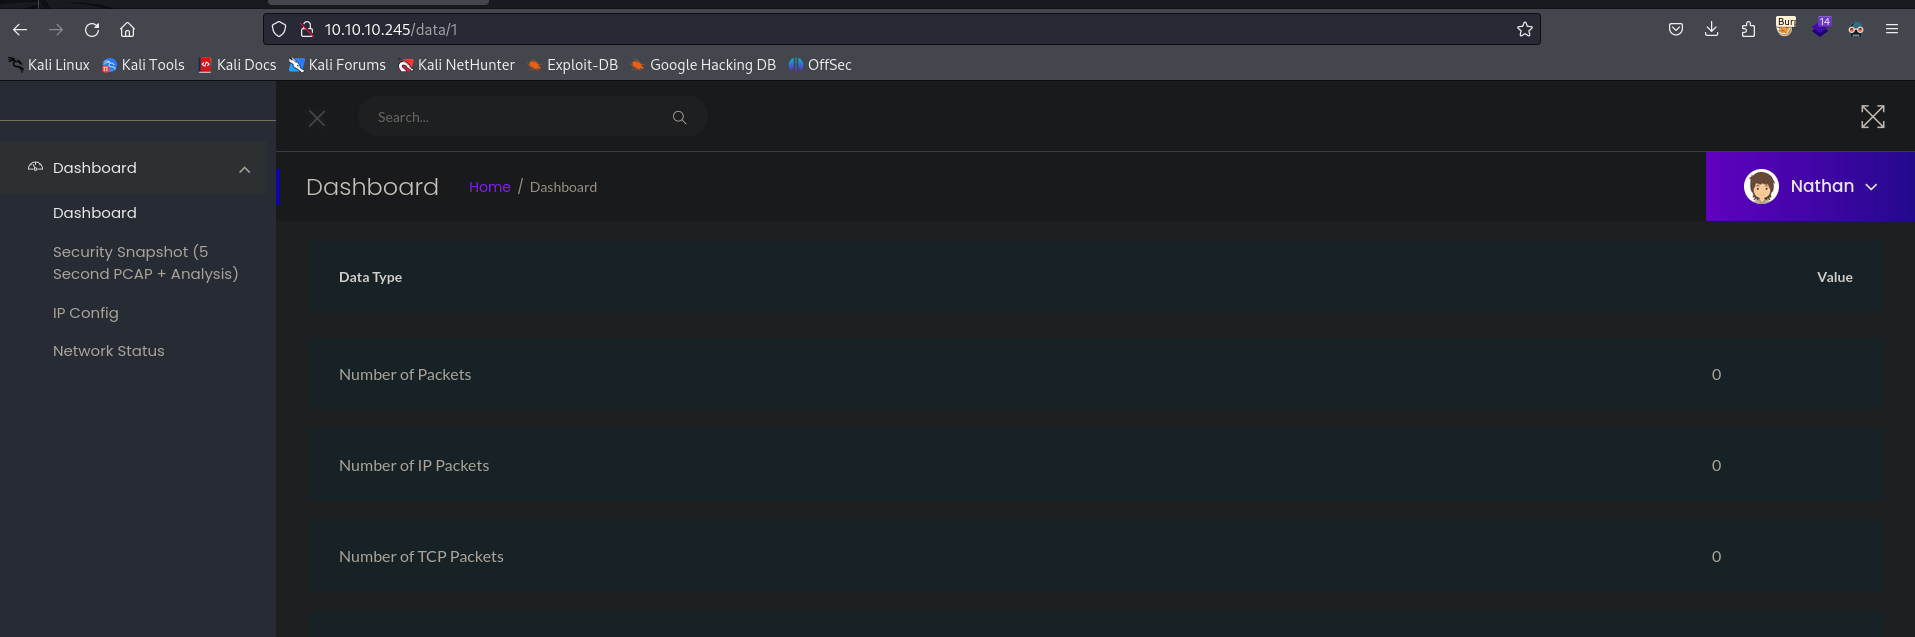 10.10.10.245/data/1
Burr
14
Kali Linux Kali Tools Kali Docs Kali Forums Kali NetHunter Exploit-DB Google Hacking DB OffSec
Search...
Dashboard
Dashboard
Security Snapshot (5
Second PCAP + Analysis)
IP Config
Network Status
Dashboard Home / Dashboard
Nathan
Data Type Value
Number of Packets 0
Number of IP Packets 0
Number of TCP Packets 0